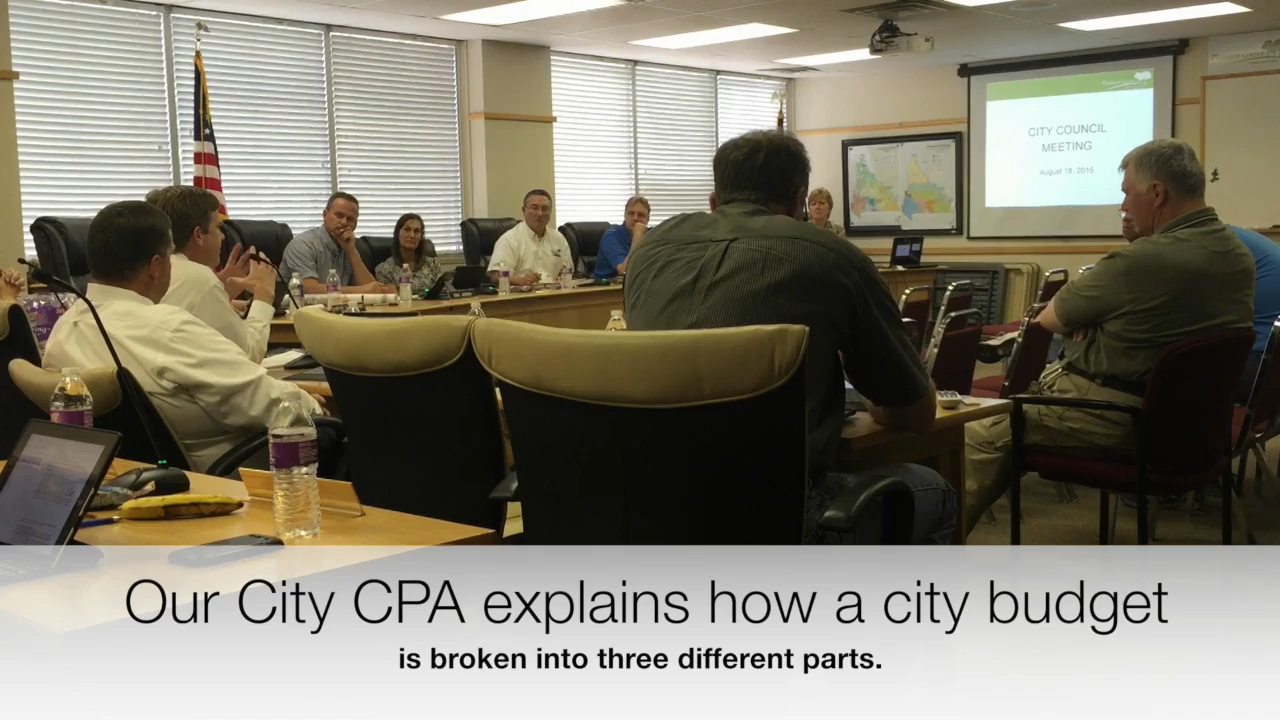 CITY COUNCIL
MEETING
August 18, 2015
Our City CPA explains how a city budget
is broken into three different parts.